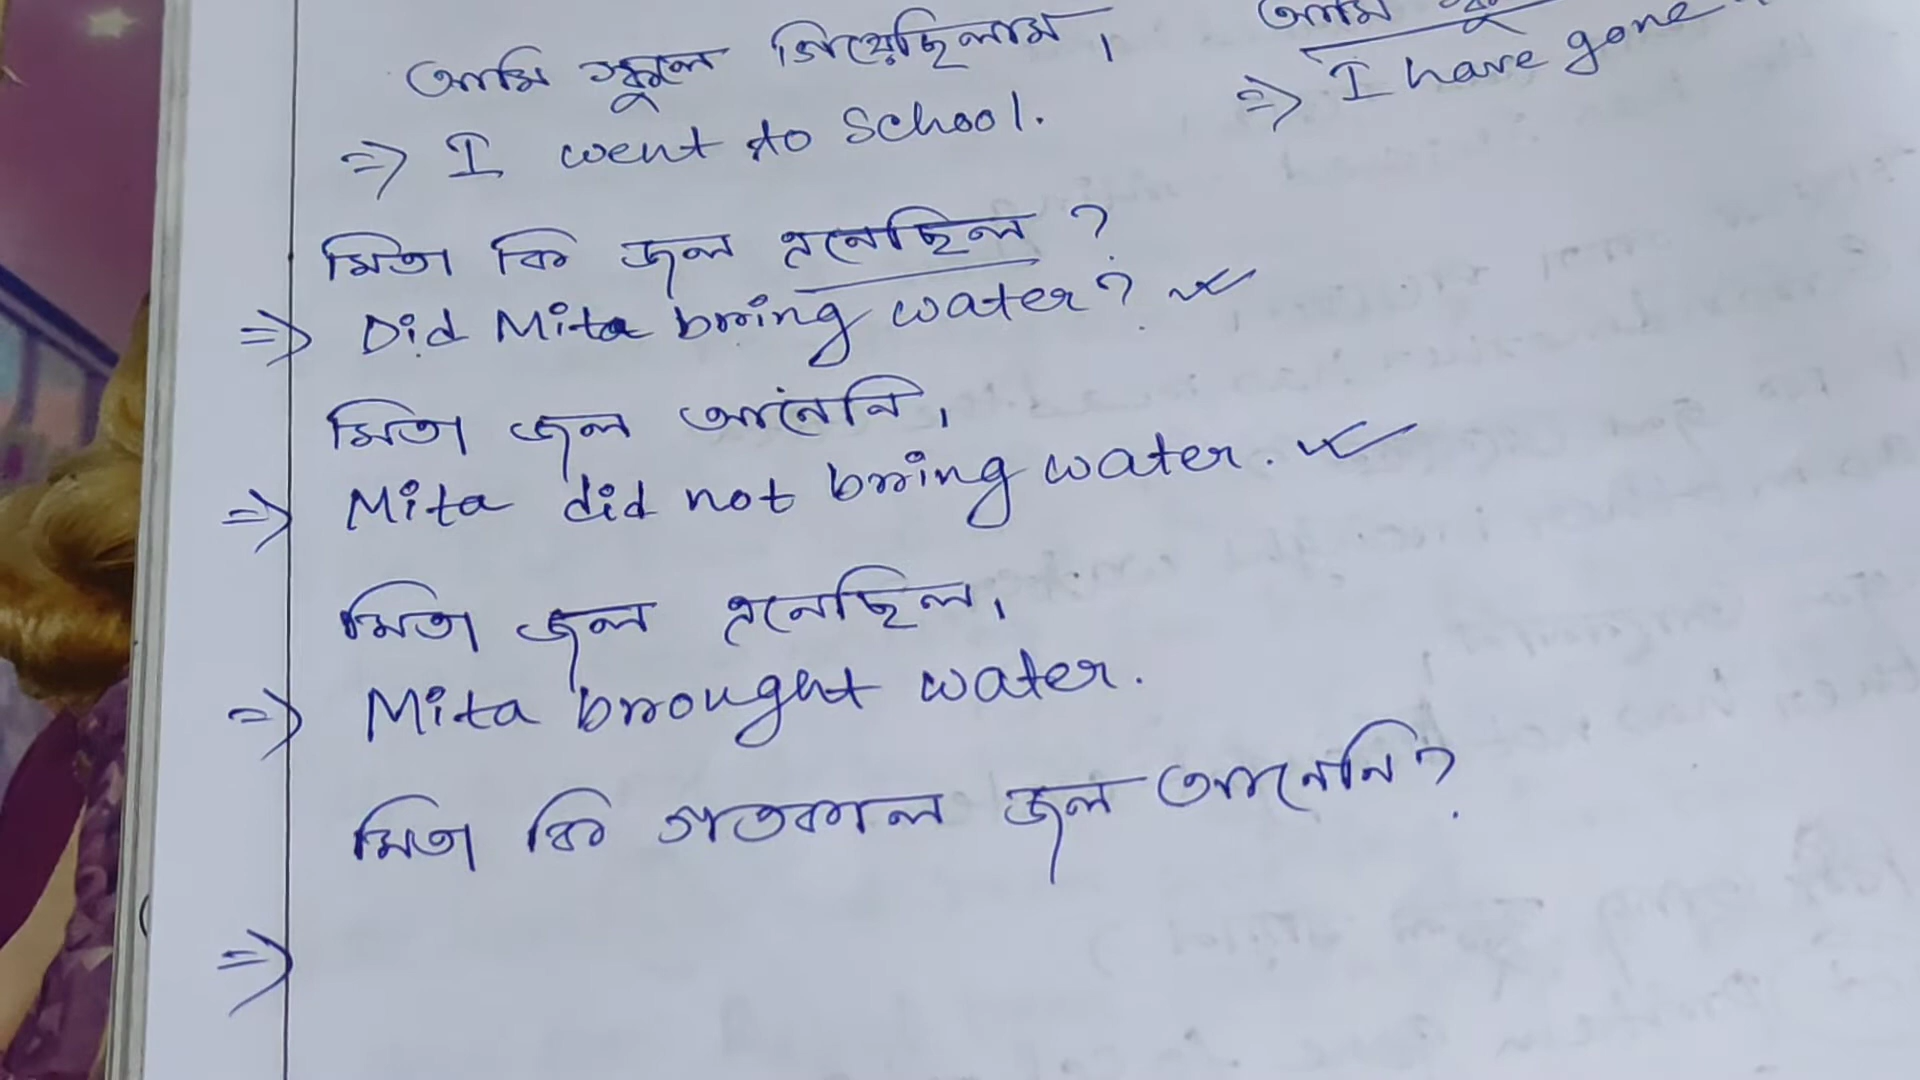 আমি স্কুলে গিয়েছিলাম।
আমি
=> I went to School.
=> I have gone
মিতা কি জল এনেছিল?
=> Did Mita bring water?
মিতা জল আনেনি।
=> Mita did not bring water.
মিতা জল এনেছিল।
=> Mita brought water.
মিতা কি গতকাল জল আনেনি?
=>